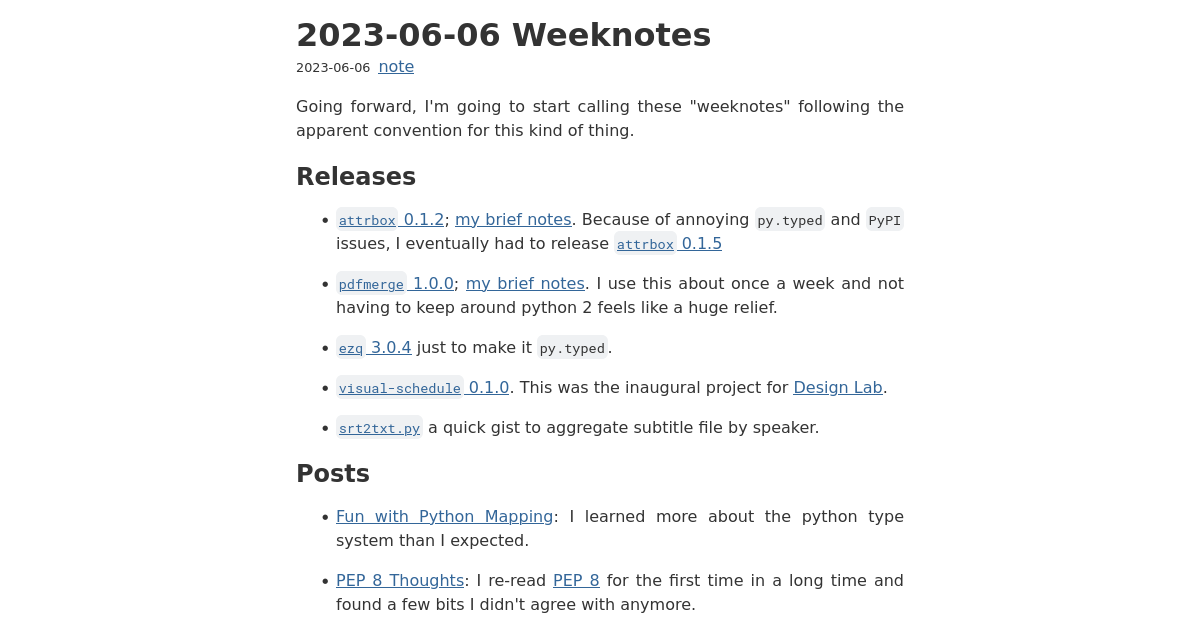 2023-06-06 Weeknotes
2023-06-06 note
Going forward, I'm going to start calling these "weeknotes" following the
apparent convention for this kind of thing.
Releases
• attrbox 0.1.2; my brief notes. Because of annoying py.typed and PyPI
issues, I eventually had to release attrbox 0.1.5
• pdfmerge 1.0.0; my brief notes. I use this about once a week and not
having to keep around python 2 feels like a huge relief.
• ezq 3.0.4 just to make it py.typed.
• visual-schedule 0.1.0. This was the inaugural project for Design Lab.
• srt2txt.py a quick gist to aggregate subtitle file by speaker.
Posts
• Fun with Python Mapping: I learned more about the python type
system than I expected.
• PEP 8 Thoughts: I re-read PEP 8 for the first time in a long time and
found a few bits I didn't agree with anymore.